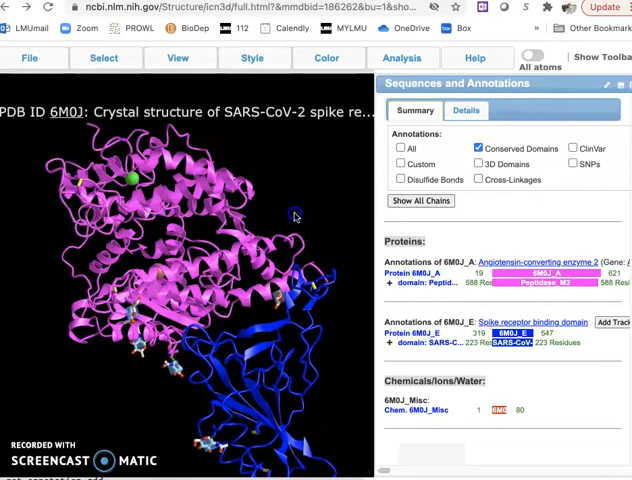 ncbi.nlm.nih.gov/Structure/icn3d/full.html?&mmdbid=186262&bu=1&sho...
Update
LMUmail Zoom PROWL BioDep 112 Calendly MYLMU OneDrive Box » Other Bookmark
File Select View Style Color Analysis Help All atoms Show Toolba
PDB ID 6M0J: Crystal structure of SARS-CoV-2 spike re...
Sequences and Annotations
Summary Details
Annotations:
All Conserved Domains ClinVar
Custom 3D Domains SNPs
Disulfide Bonds Cross-Linkages
Show All Chains
Proteins:
Annotations of 6M0J_A: Angiotensin-converting enzyme 2 (Gene:
Protein 6M0J_A 19 6M0J_A 621
+ domain: Peptid... 588 Res Peptidase_M2 588 Res
Annotations of 6M0J_E: Spike receptor binding domain Add Track
Protein 6M0J_E 319 6M0J_E 547
+ domain: SARS-C... 223 Res SARS-CoV- 223 Residues
Chemicals/Ions/Water:
6M0J_Misc:
Chem. 6M0J_Misc 1 6M0 80
RECORDED WITH
SCREENCAST MATIC